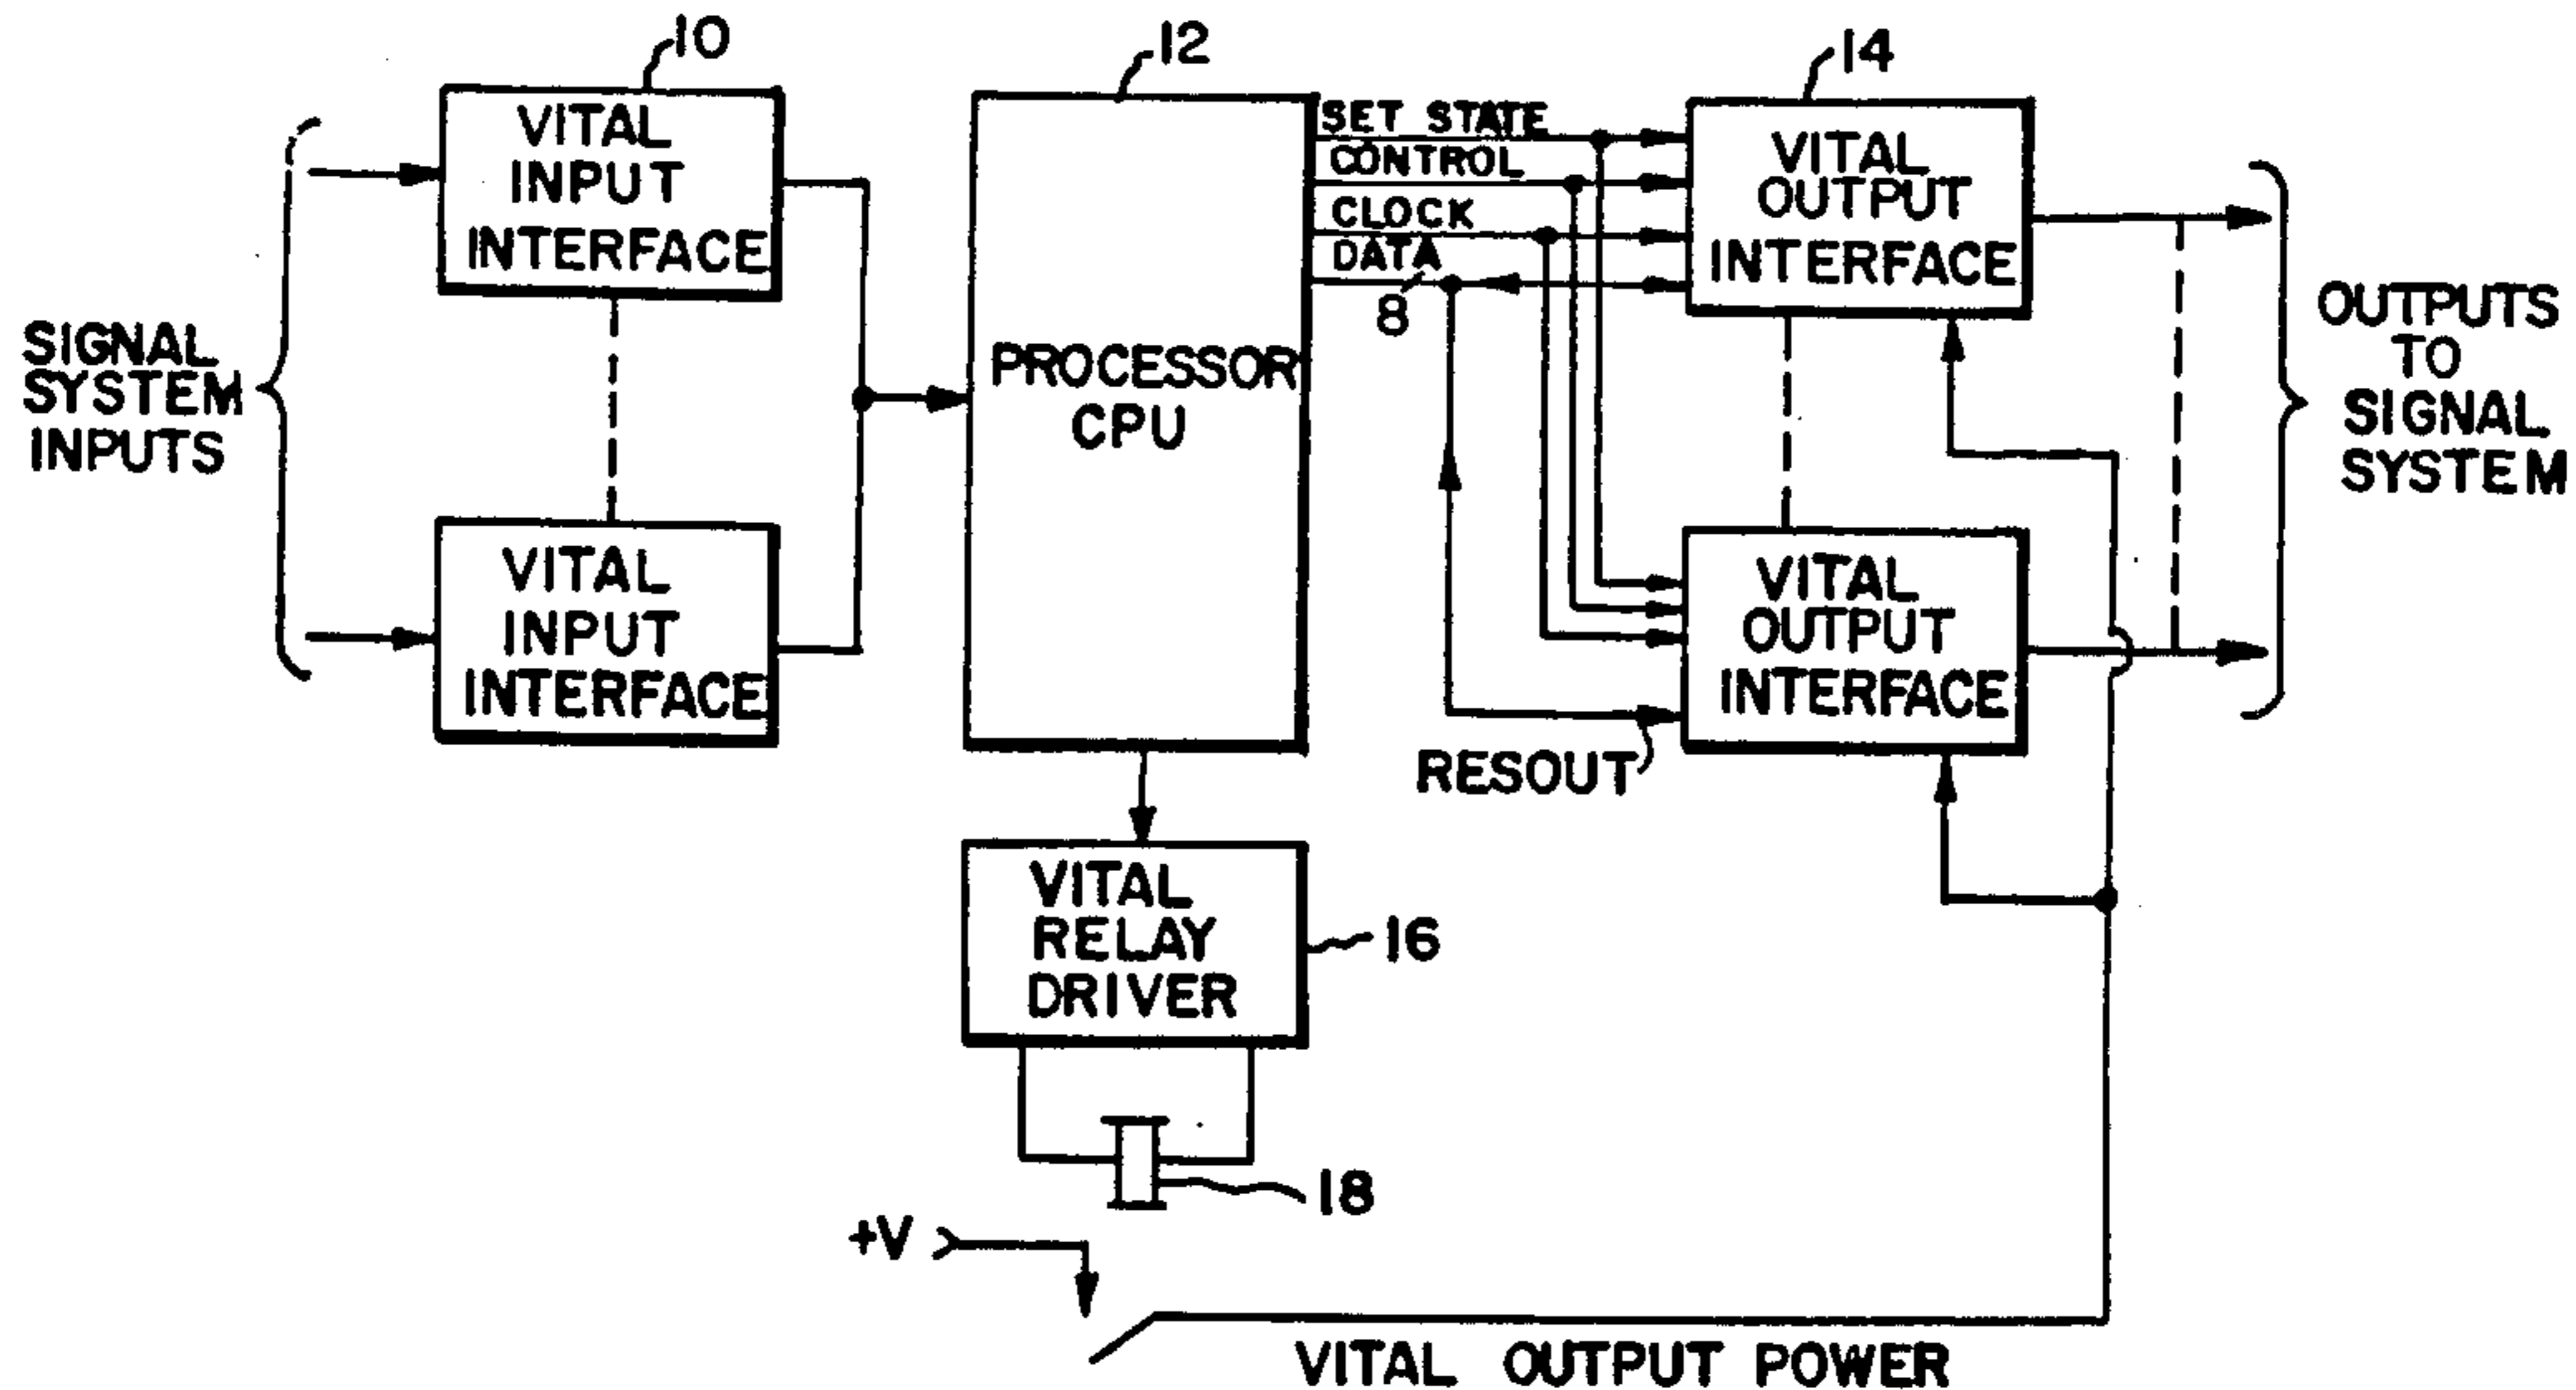 10
12
14
VITAL
INPUT
INTERFACE
SET STATE
CONTROL
CLOCK
DATA
8
VITAL
OUTPUT
INTERFACE
SIGNAL
SYSTEM
INPUTS
PROCESSOR
CPU
OUTPUTS
TO
SIGNAL
SYSTEM
VITAL
INPUT
INTERFACE
VITAL
OUTPUT
INTERFACE
RESOUT
VITAL
RELAY
DRIVER
16
18
+V
VITAL OUTPUT POWER